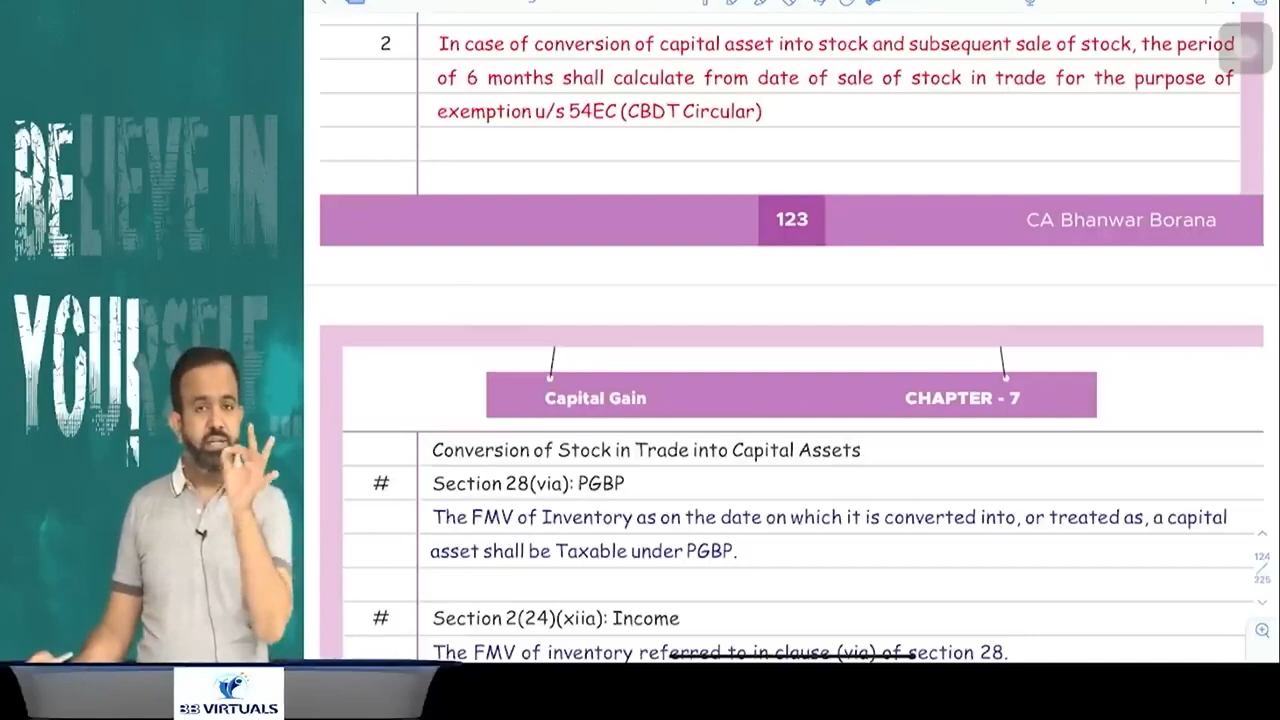 BELIEVE IN
YOURSELF
2
In case of conversion of capital asset into stock and subsequent sale of stock, the period
of 6 months shall calculate from date of sale of stock in trade for the purpose of
exemption u/s 54EC (CBDT Circular)
123
CA Bhanwar Borana
Capital Gain
CHAPTER - 7
Conversion of Stock in Trade into Capital Assets
# Section 28(via): PGBP
The FMV of Inventory as on the date on which it is converted into, or treated as, a capital
asset shall be Taxable under PGBP.
# Section 2(24)(xiia): Income
The FMV of inventory referred to in clause (via) of section 28.
124
225
BB VIRTUALS